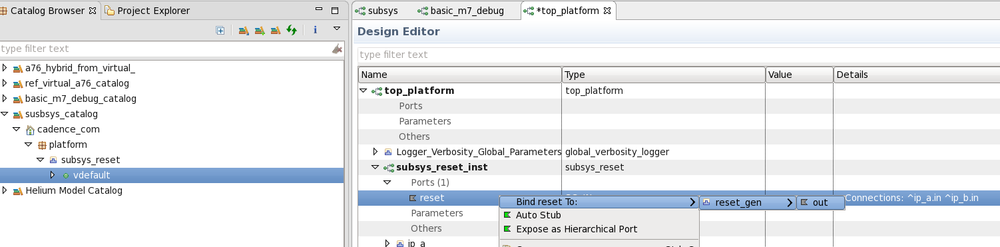 Catalog Browser Project Explorer
type filter text
a76_hybrid_from_virtual_
ref_virtual_a76_catalog
basic_m7_debug_catalog
susbsys_catalog
cadence_com
platform
subsys_reset
vdefault
Helium Model Catalog
subsys basic_m7_debug *top_platform
Design Editor
type filter text
Name Type Value Details
top_platform top_platform
Ports
Parameters
Others
Logger_Verbosity_Global_Parameters global_verbosity_logger
subsys_reset_inst subsys_reset
Ports (1)
reset Connections: ^ip_a.in ^ip_b.in
Bind reset To: reset_gen out
Parameters Auto Stub
Others Expose as Hierarchical Port
ip_a